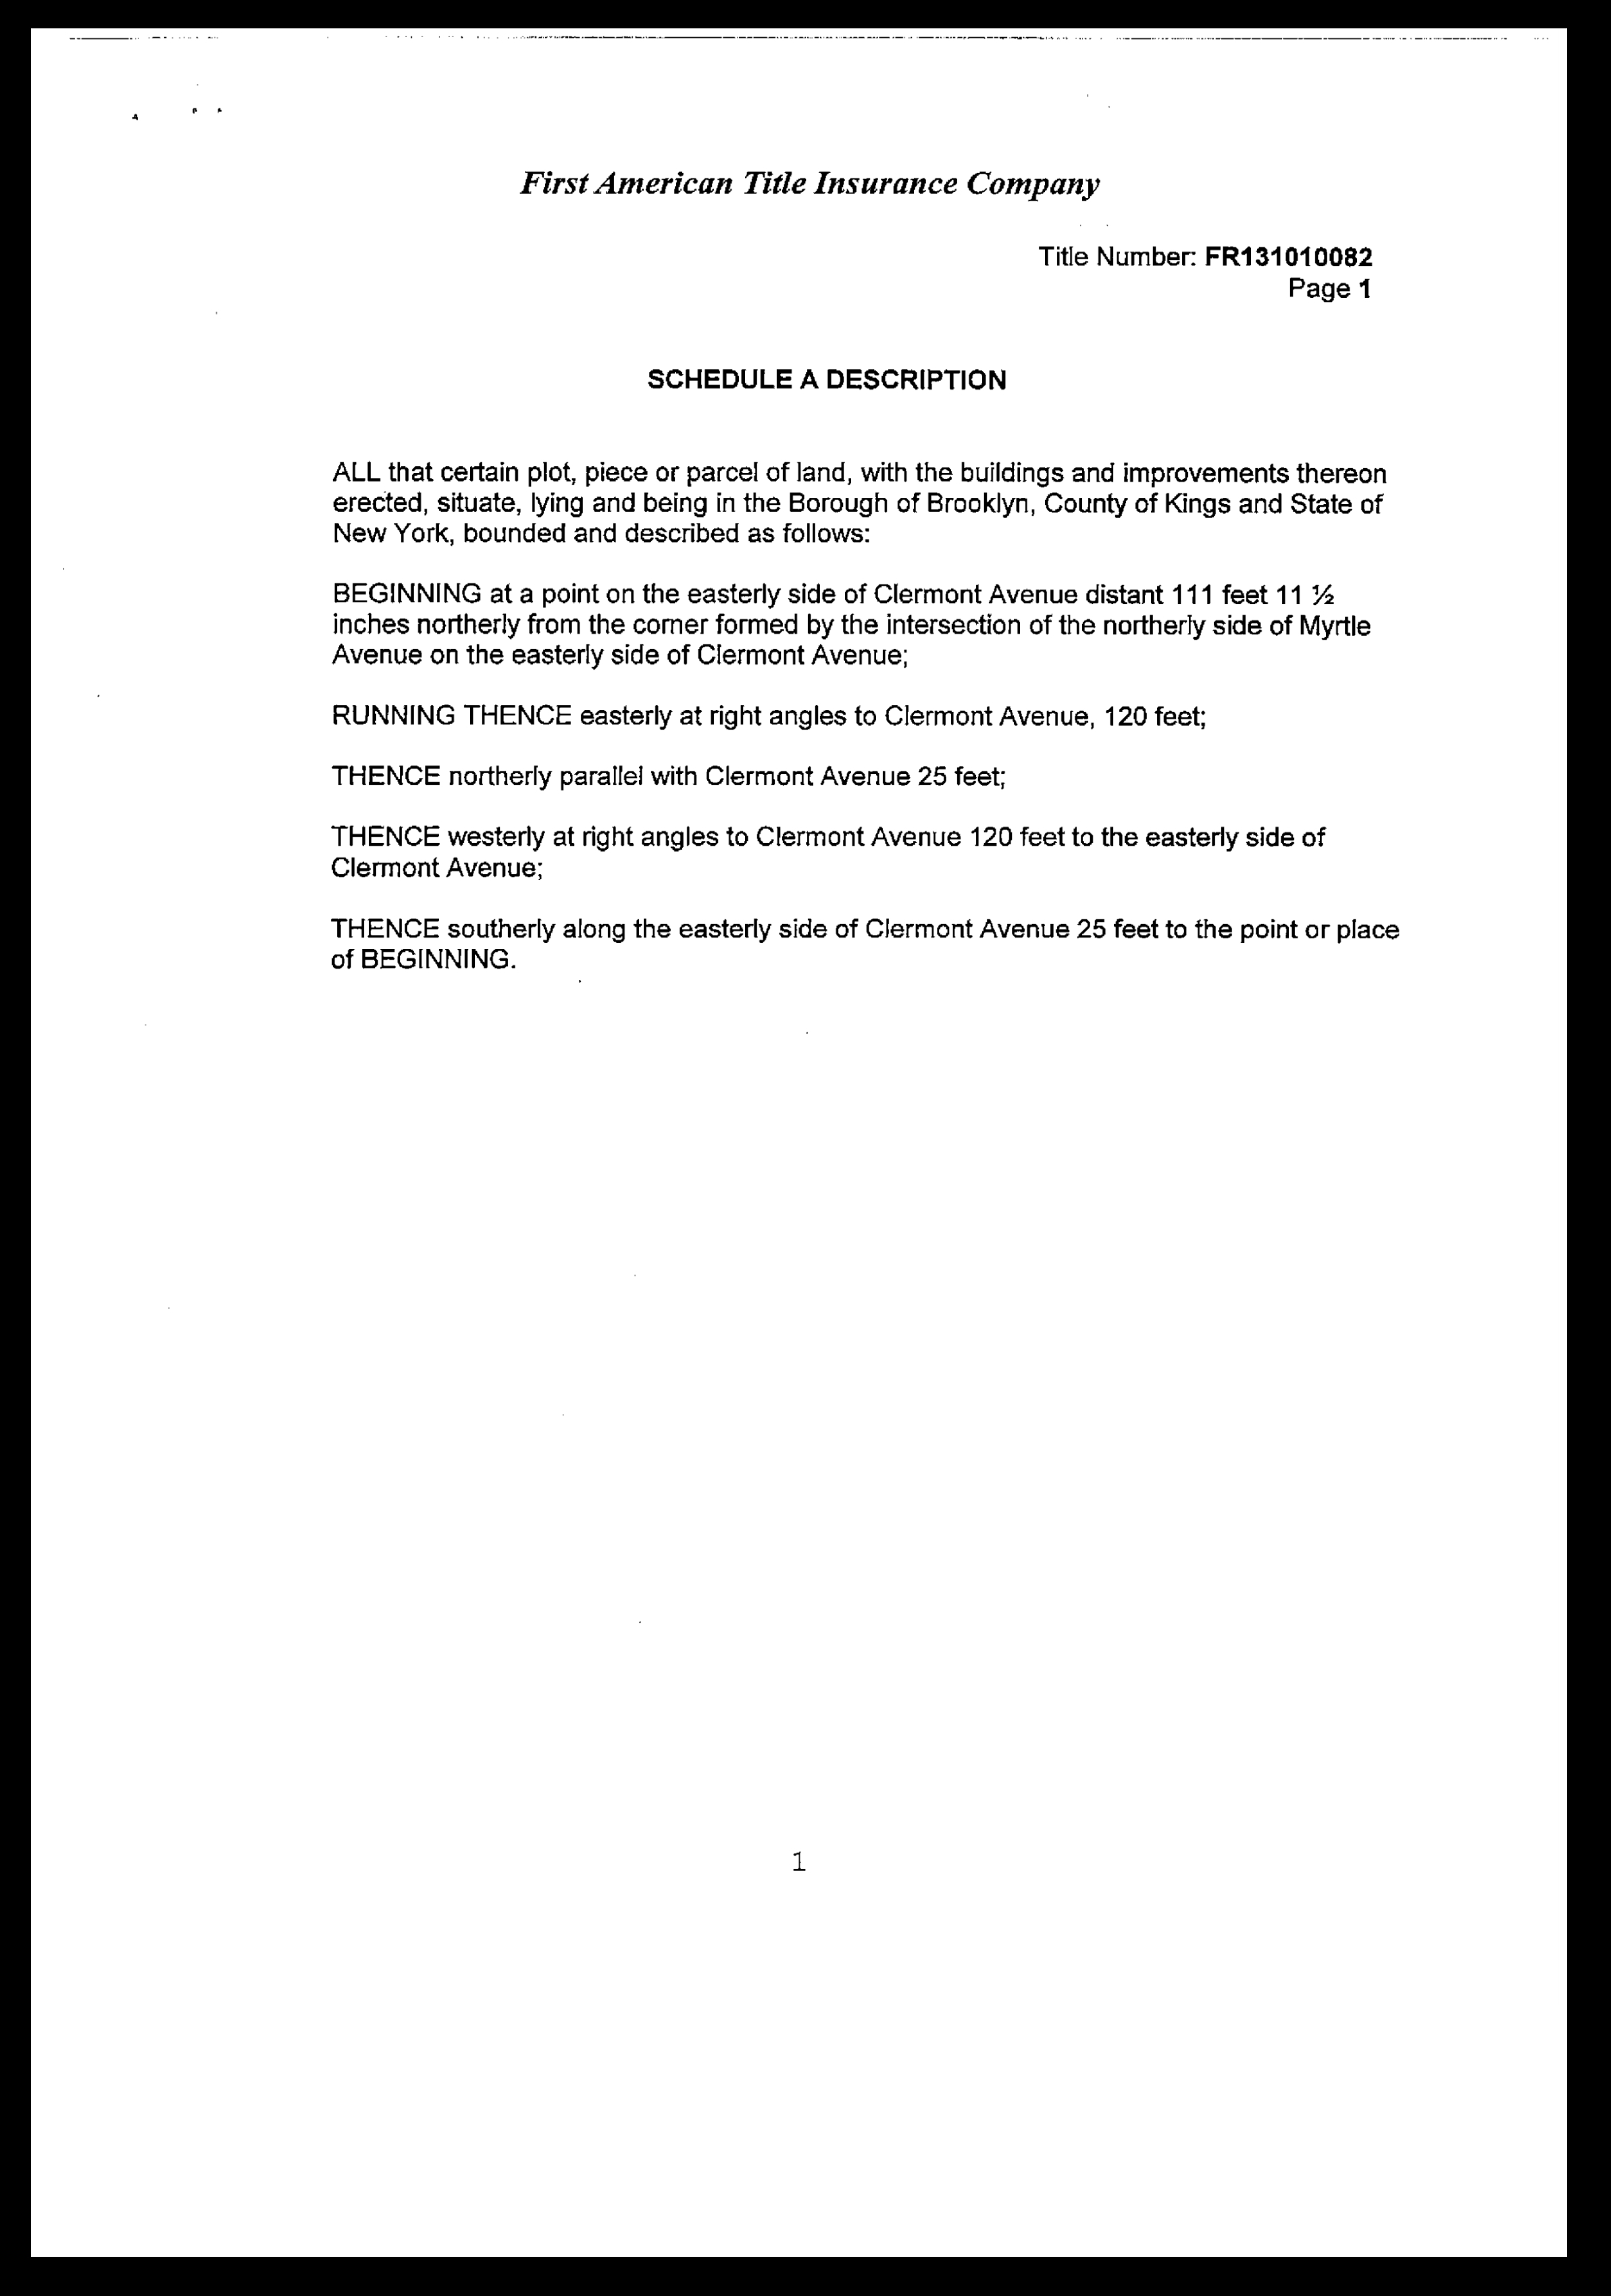 First American Title Insurance Company
Title Number: FR131010082
Page 1
SCHEDULE A DESCRIPTION
ALL that certain plot, piece or parcel of land, with the buildings and improvements thereon
erected, situate, lying and being in the Borough of Brooklyn, County of Kings and State of
New York, bounded and described as follows:
BEGINNING at a point on the easterly side of Clermont Avenue distant 111 feet 11 ½
inches northerly from the corner formed by the intersection of the northerly side of Myrtle
Avenue on the easterly side of Clermont Avenue;
RUNNING THENCE easterly at right angles to Clermont Avenue, 120 feet;
THENCE northerly parallel with Clermont Avenue 25 feet;
THENCE westerly at right angles to Clermont Avenue 120 feet to the easterly side of
Clermont Avenue;
THENCE southerly along the easterly side of Clermont Avenue 25 feet to the point or place
of BEGINNING.
1